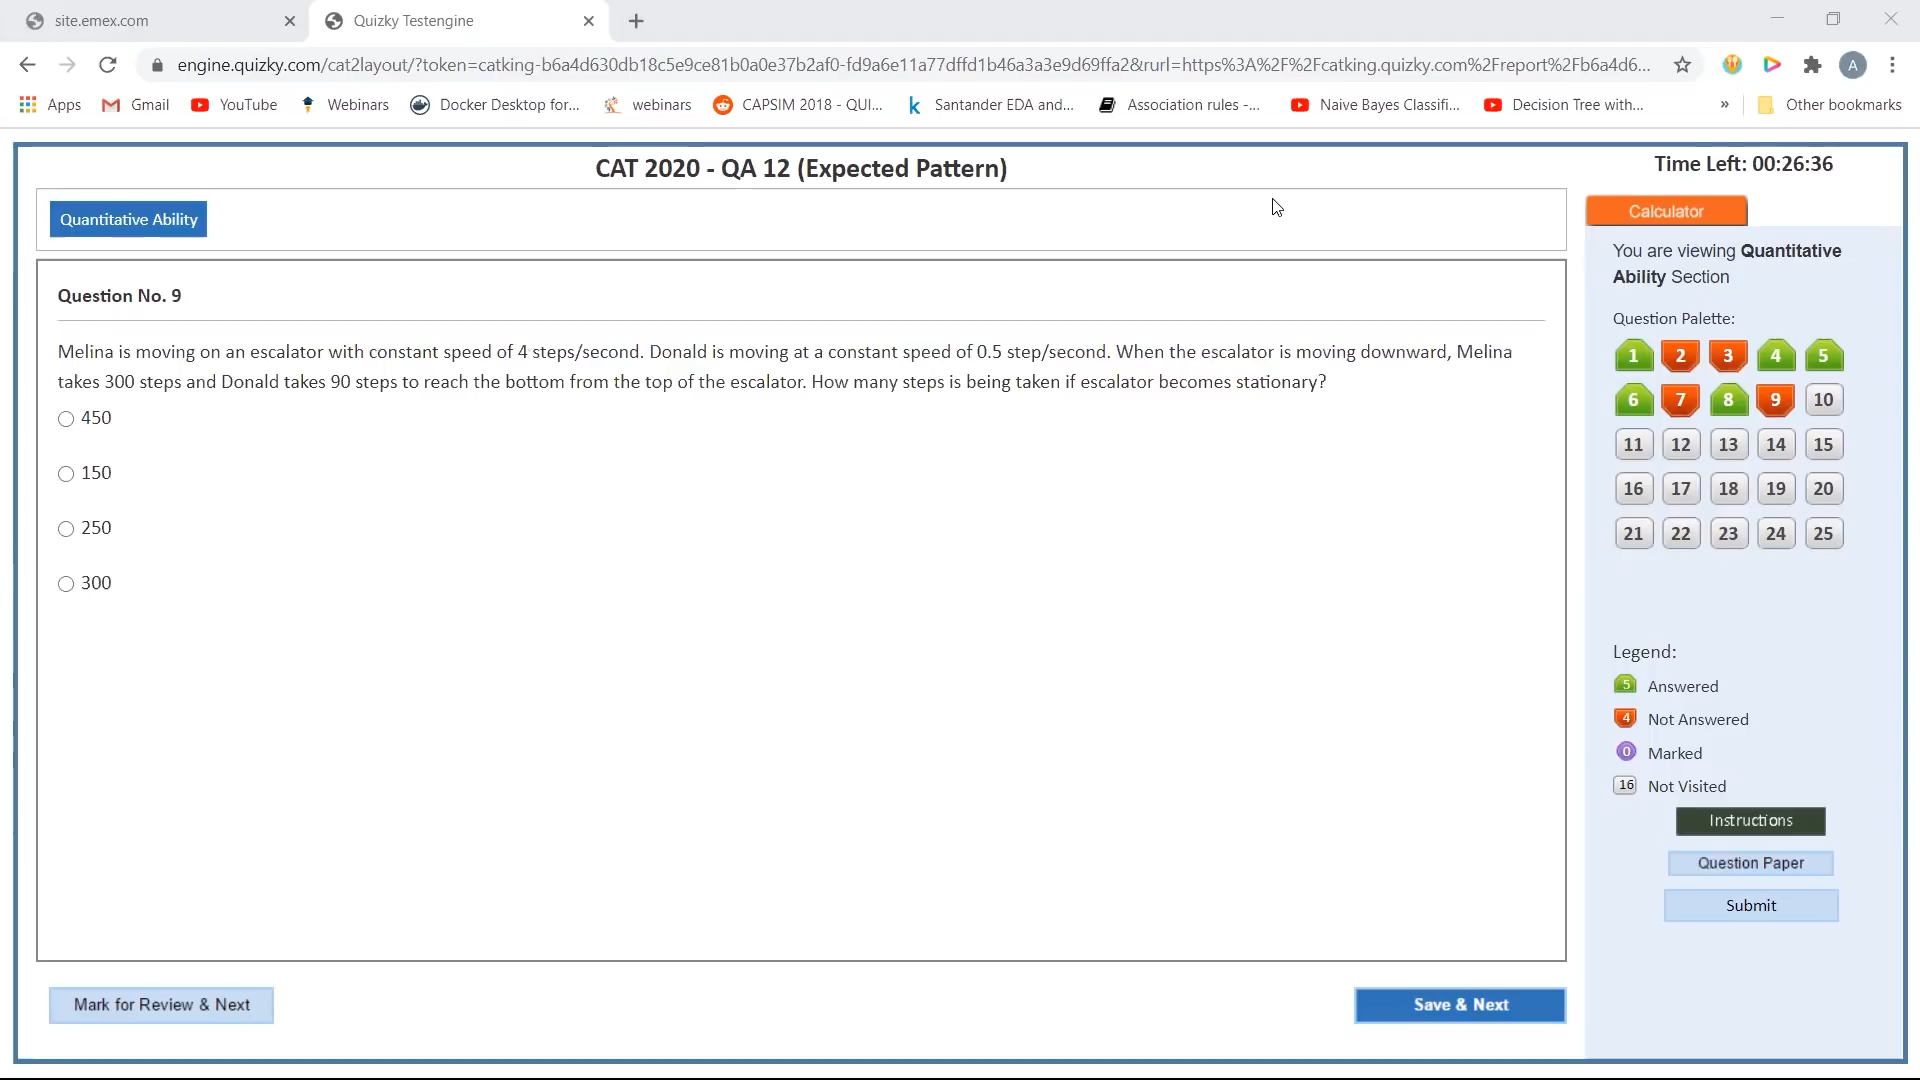 site.emex.com
Quizky Testengine
engine.quizky.com/cat2layout/?token=catking-b6a4d630db18c5e9ce81b0a0e37b2af0-fd9a6e11a77dffd1b46a3a3e9d69ffa2&rurl=https%3A%2F%2Fcatking.quizky.com%2Freport%2Fb6a4d6...
A
Apps
Gmail
YouTube
Webinars
Docker Desktop for...
webinars
CAPSIM 2018 - QUI...
Santander EDA and...
Association rules -...
Naive Bayes Classifi...
Decision Tree with...
»
Other bookmarks
CAT 2020 - QA 12 (Expected Pattern)
Time Left: 00:26:36
Quantitative Ability
Calculator
You are viewing Quantitative
Ability Section
Question Palette:
1 2 3 4 5
6 7 8 9 10
11 12 13 14 15
16 17 18 19 20
21 22 23 24 25
Question No. 9
Melina is moving on an escalator with constant speed of 4 steps/second. Donald is moving at a constant speed of 0.5 step/second. When the escalator is moving downward, Melina
takes 300 steps and Donald takes 90 steps to reach the bottom from the top of the escalator. How many steps is being taken if escalator becomes stationary?
450
150
250
300
Legend:
5 Answered
4 Not Answered
0 Marked
16 Not Visited
Instructions
Question Paper
Submit
Mark for Review & Next
Save & Next